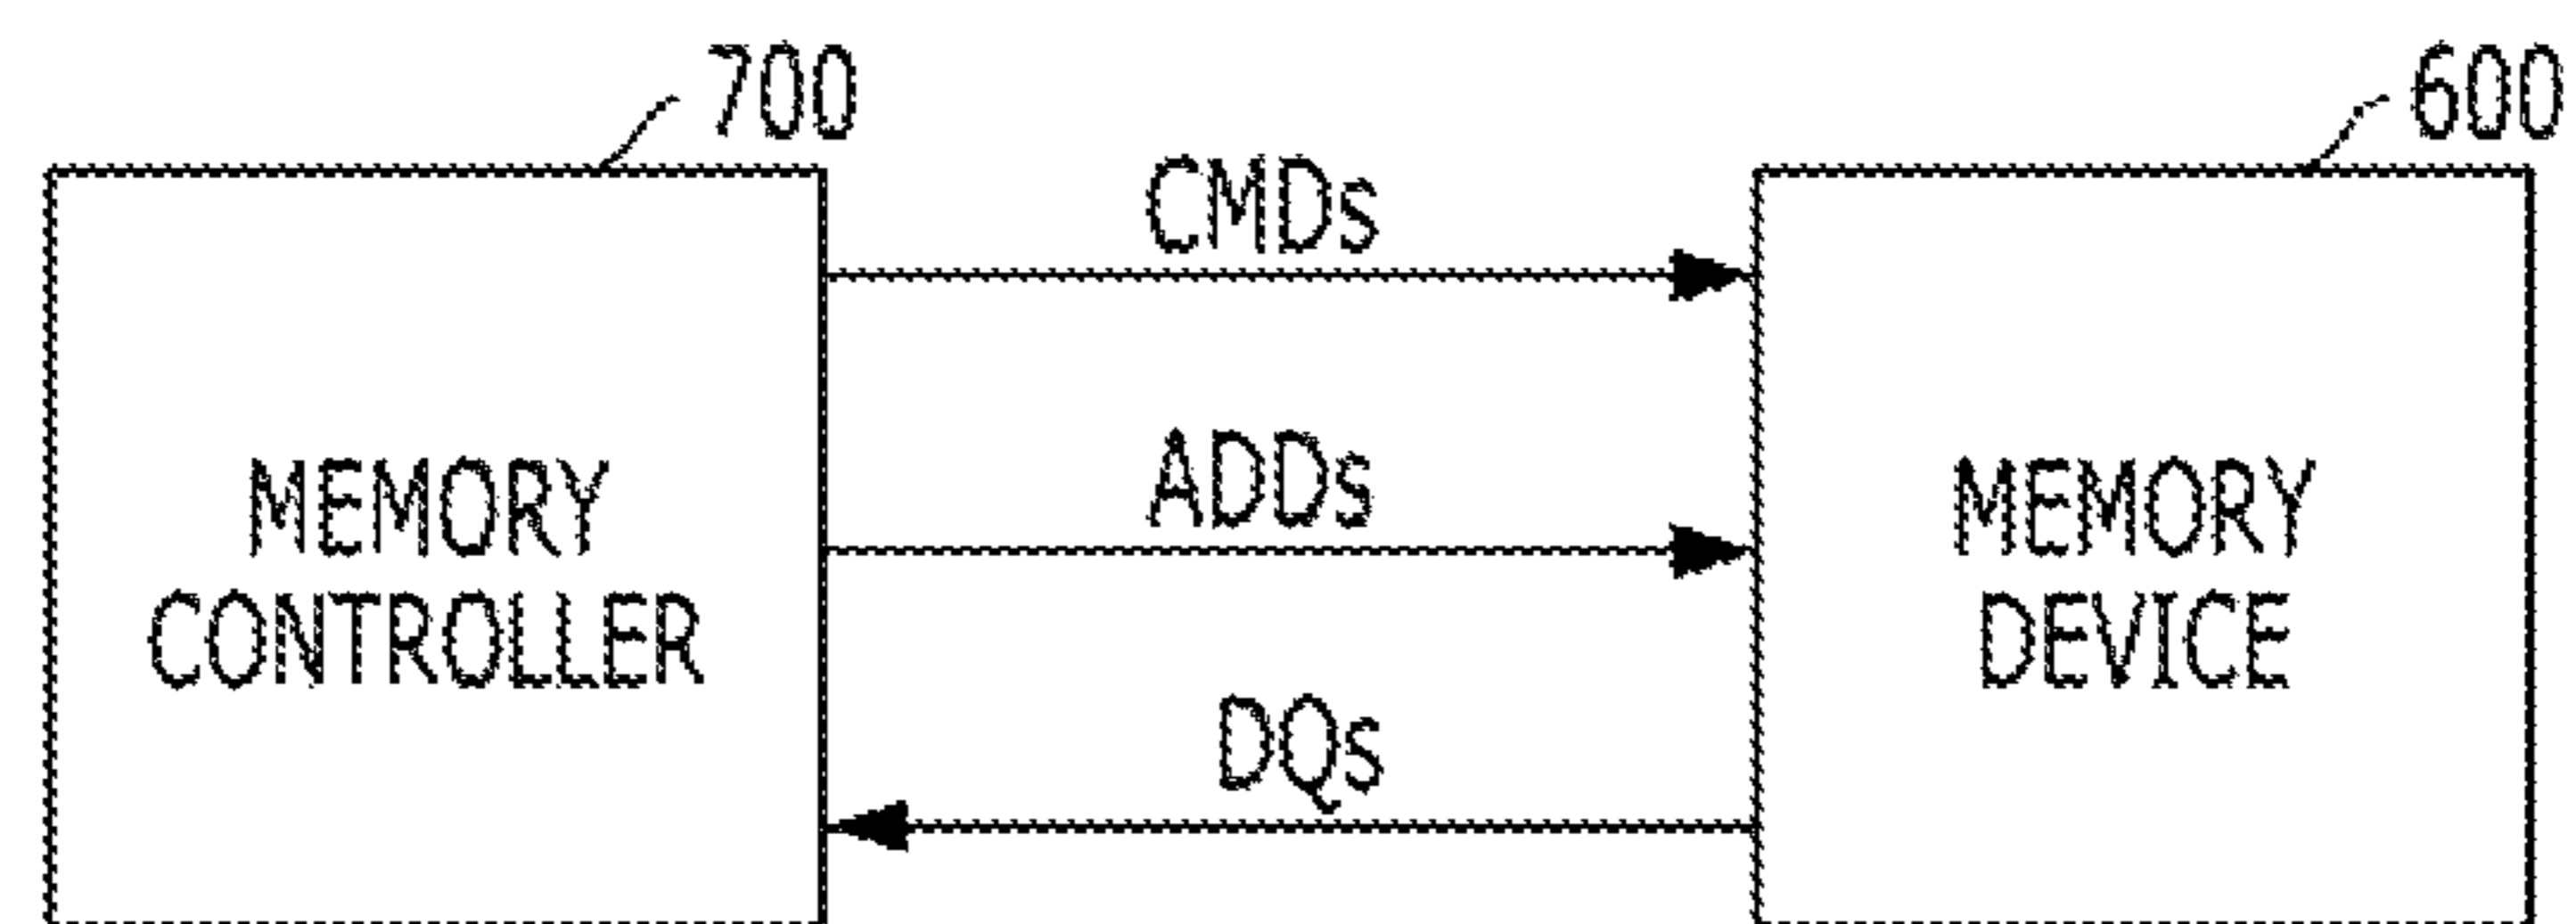 700
600
CMDs
ADDs
MEMORY
CONTROLLER
MEMORY
DEVICE
DQs